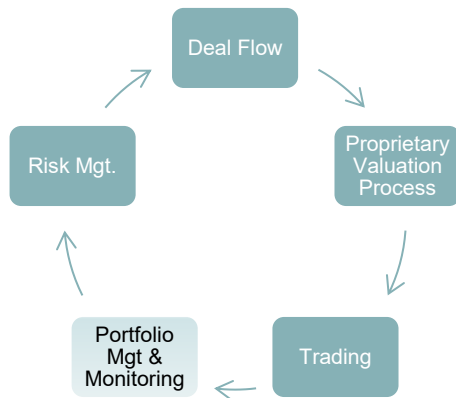 Deal Flow
Proprietary
Valuation
Process
Trading
Portfolio
Mgt &
Monitoring
Risk Mgt.